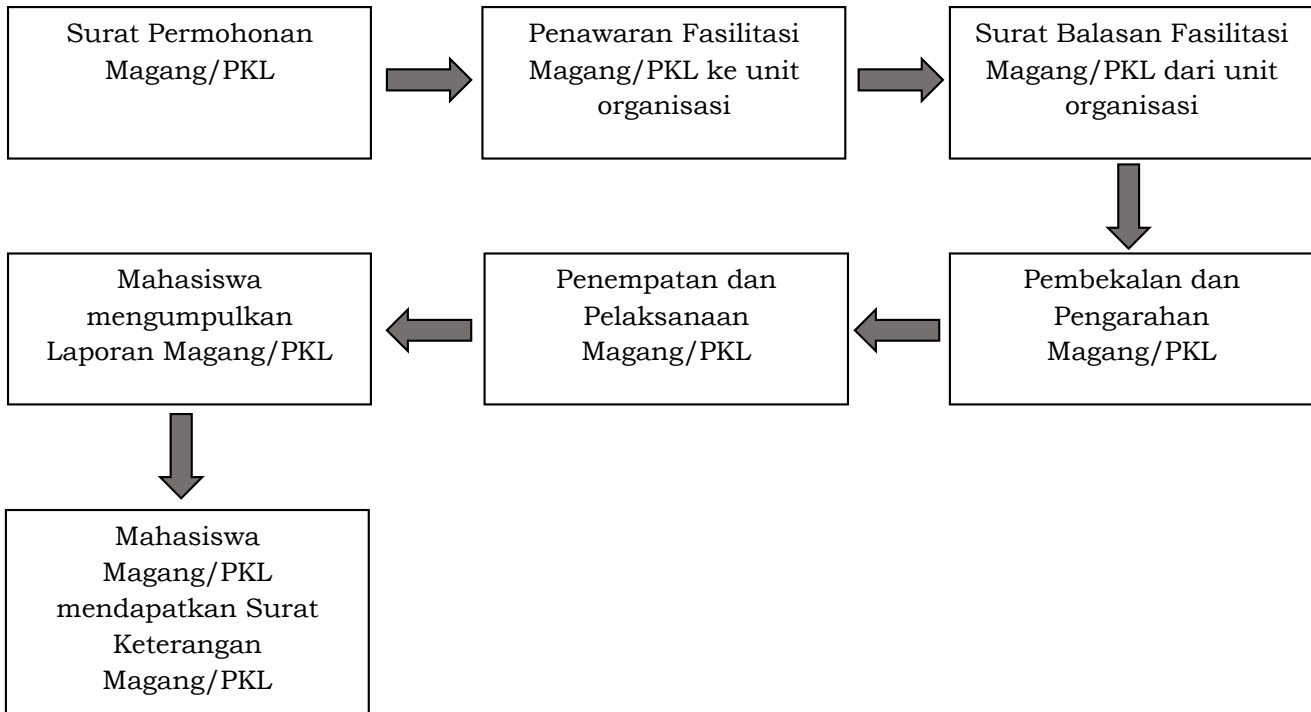 Surat Permohonan
Magang/PKL
Penawaran Fasilitasi
Magang/PKL ke unit
organisasi
Surat Balasan Fasilitasi
Magang/PKL dari unit
organisasi
Pembekalan dan
Pengarahan
Magang/PKL
Penempatan dan
Pelaksanaan
Magang/PKL
Mahasiswa
mengumpulkan
Laporan Magang/PKL
Mahasiswa
Magang/PKL
mendapatkan Surat
Keterangan
Magang/PKL